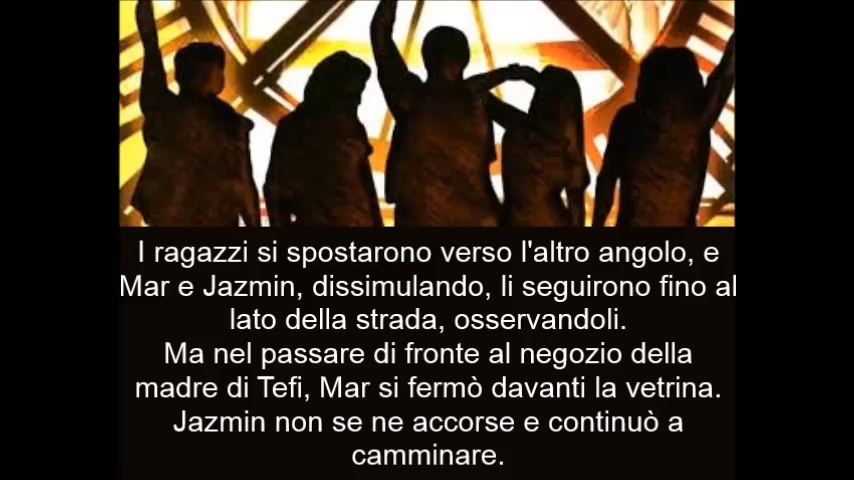 I ragazzi si spostarono verso l'altro angolo, e
Mar e Jazmin, dissimulando, li seguirono fino al
lato della strada, osservandoli.
Ma nel passare di fronte al negozio della
madre di Tefi, Mar si fermò davanti la vetrina.
Jazmin non se ne accorse e continuò a
camminare.